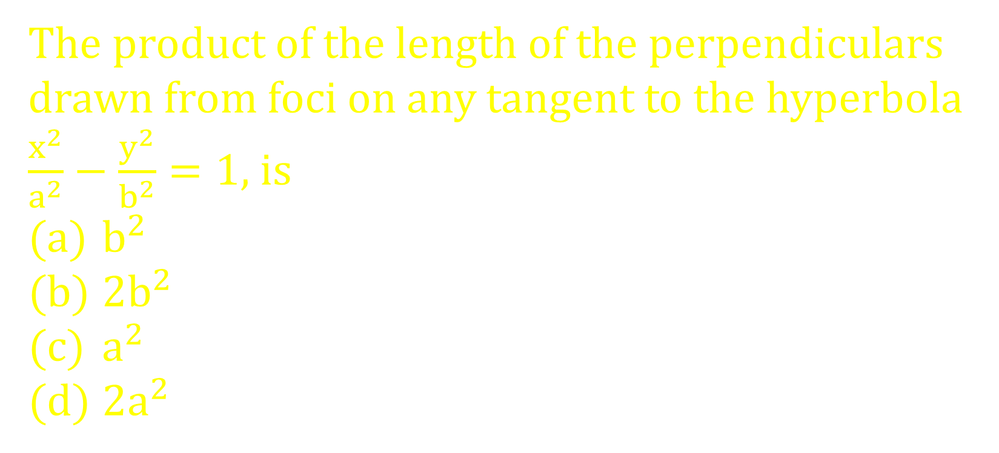 The product of the length of the perpendiculars
drawn from foci on any tangent to the hyperbola
x²/a² − y²/b² = 1, is
(a) b²
(b) 2b²
(c) a²
(d) 2a²